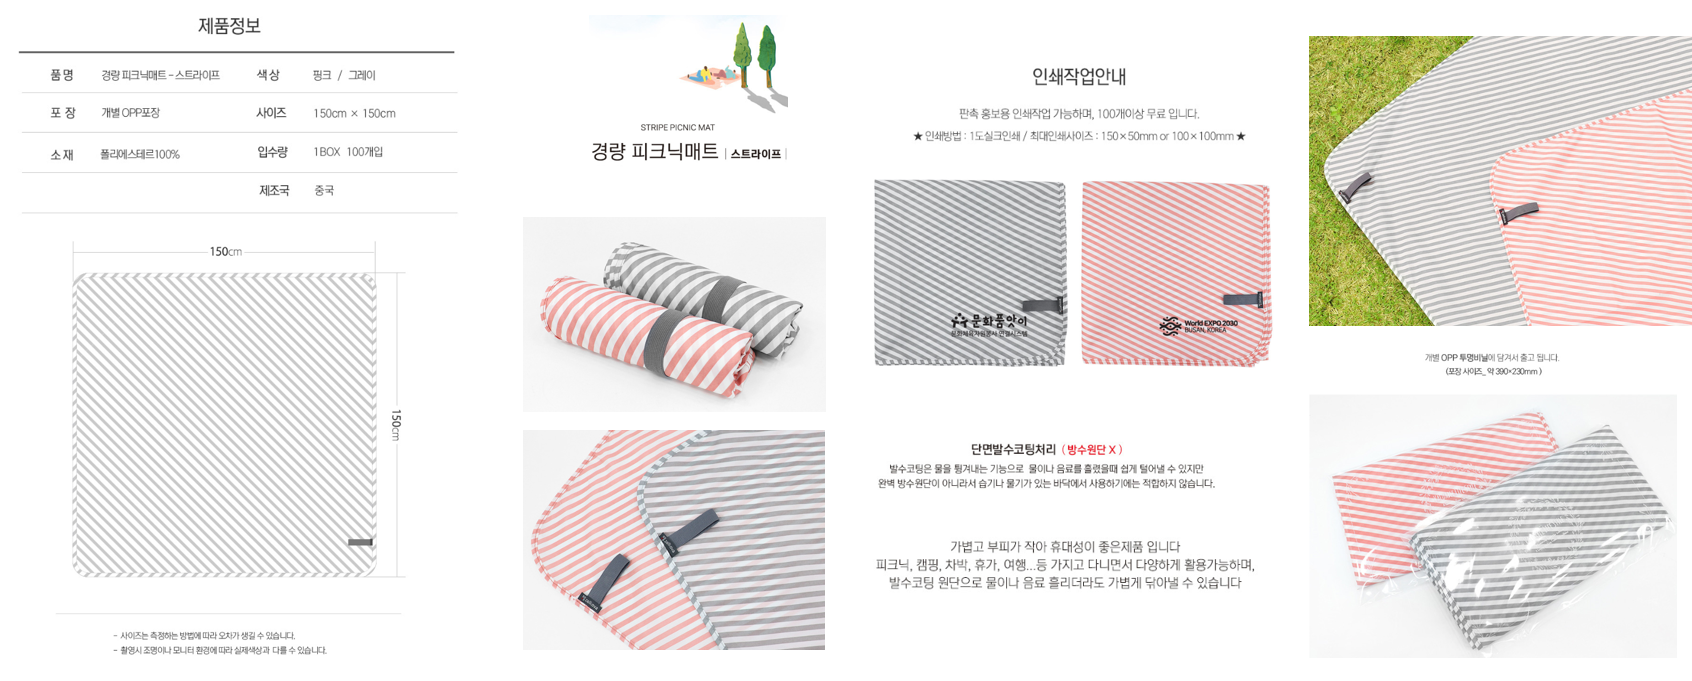 제품정보
품명 경량 피크닉매트 - 스트라이프 색상 핑크 / 그레이
포장 개별 OPP포장 사이즈 150cm × 150cm
소재 폴리에스테르100% 입수량 1BOX 100개입
제조국 중국
150cm
150cm
- 사이즈는 측정하는 방법에 따라 오차가 생길 수 있습니다.
- 촬영시 조명이나 모니터 환경에 따라 실제색상과 다를 수 있습니다.
STRIPE PICNIC MAT
경량 피크닉매트 | 스트라이프 |
인쇄작업안내
판촉 홍보용 인쇄작업 가능하며, 100개이상 무료 입니다.
★ 인쇄방법 : 1도실크인쇄 / 최대인쇄사이즈 : 150×50mm or 100×100mm ★
문화품앗이
문화체육자원봉사 연결시스템
World EXPO 2030
BUSAN, KOREA
단면발수코팅처리 ( 방수원단 X )
발수코팅은 물을 튕겨내는 기능으로 물이나 음료를 흘렸을때 쉽게 털어낼 수 있지만
완벽 방수원단이 아니라서 습기나 물기가 있는 바닥에서 사용하기에는 적합하지 않습니다.
가볍고 부피가 작아 휴대성이 좋은제품 입니다
피크닉, 캠핑, 차박, 휴가, 여행...등 가지고 다니면서 다양하게 활용가능하며,
발수코팅 원단으로 물이나 음료 흘리더라도 가볍게 닦아낼 수 있습니다
개별 OPP 투명비닐에 담겨서 출고 됩니다.
(포장 사이즈_ 약 390×230mm )